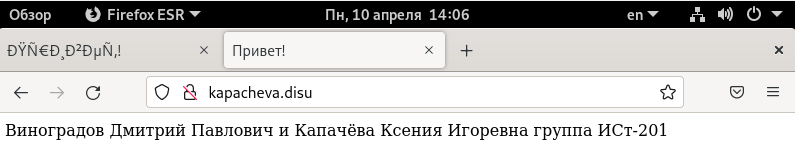 Обзор Firefox ESR Пн, 10 апреля 14:06 en
ÐŸÑ€Ð¸Ð²ÐµÑ‚! Привет!
kapacheva.disu
Виноградов Дмитрий Павлович и Капачёва Ксения Игоревна группа ИСт-201